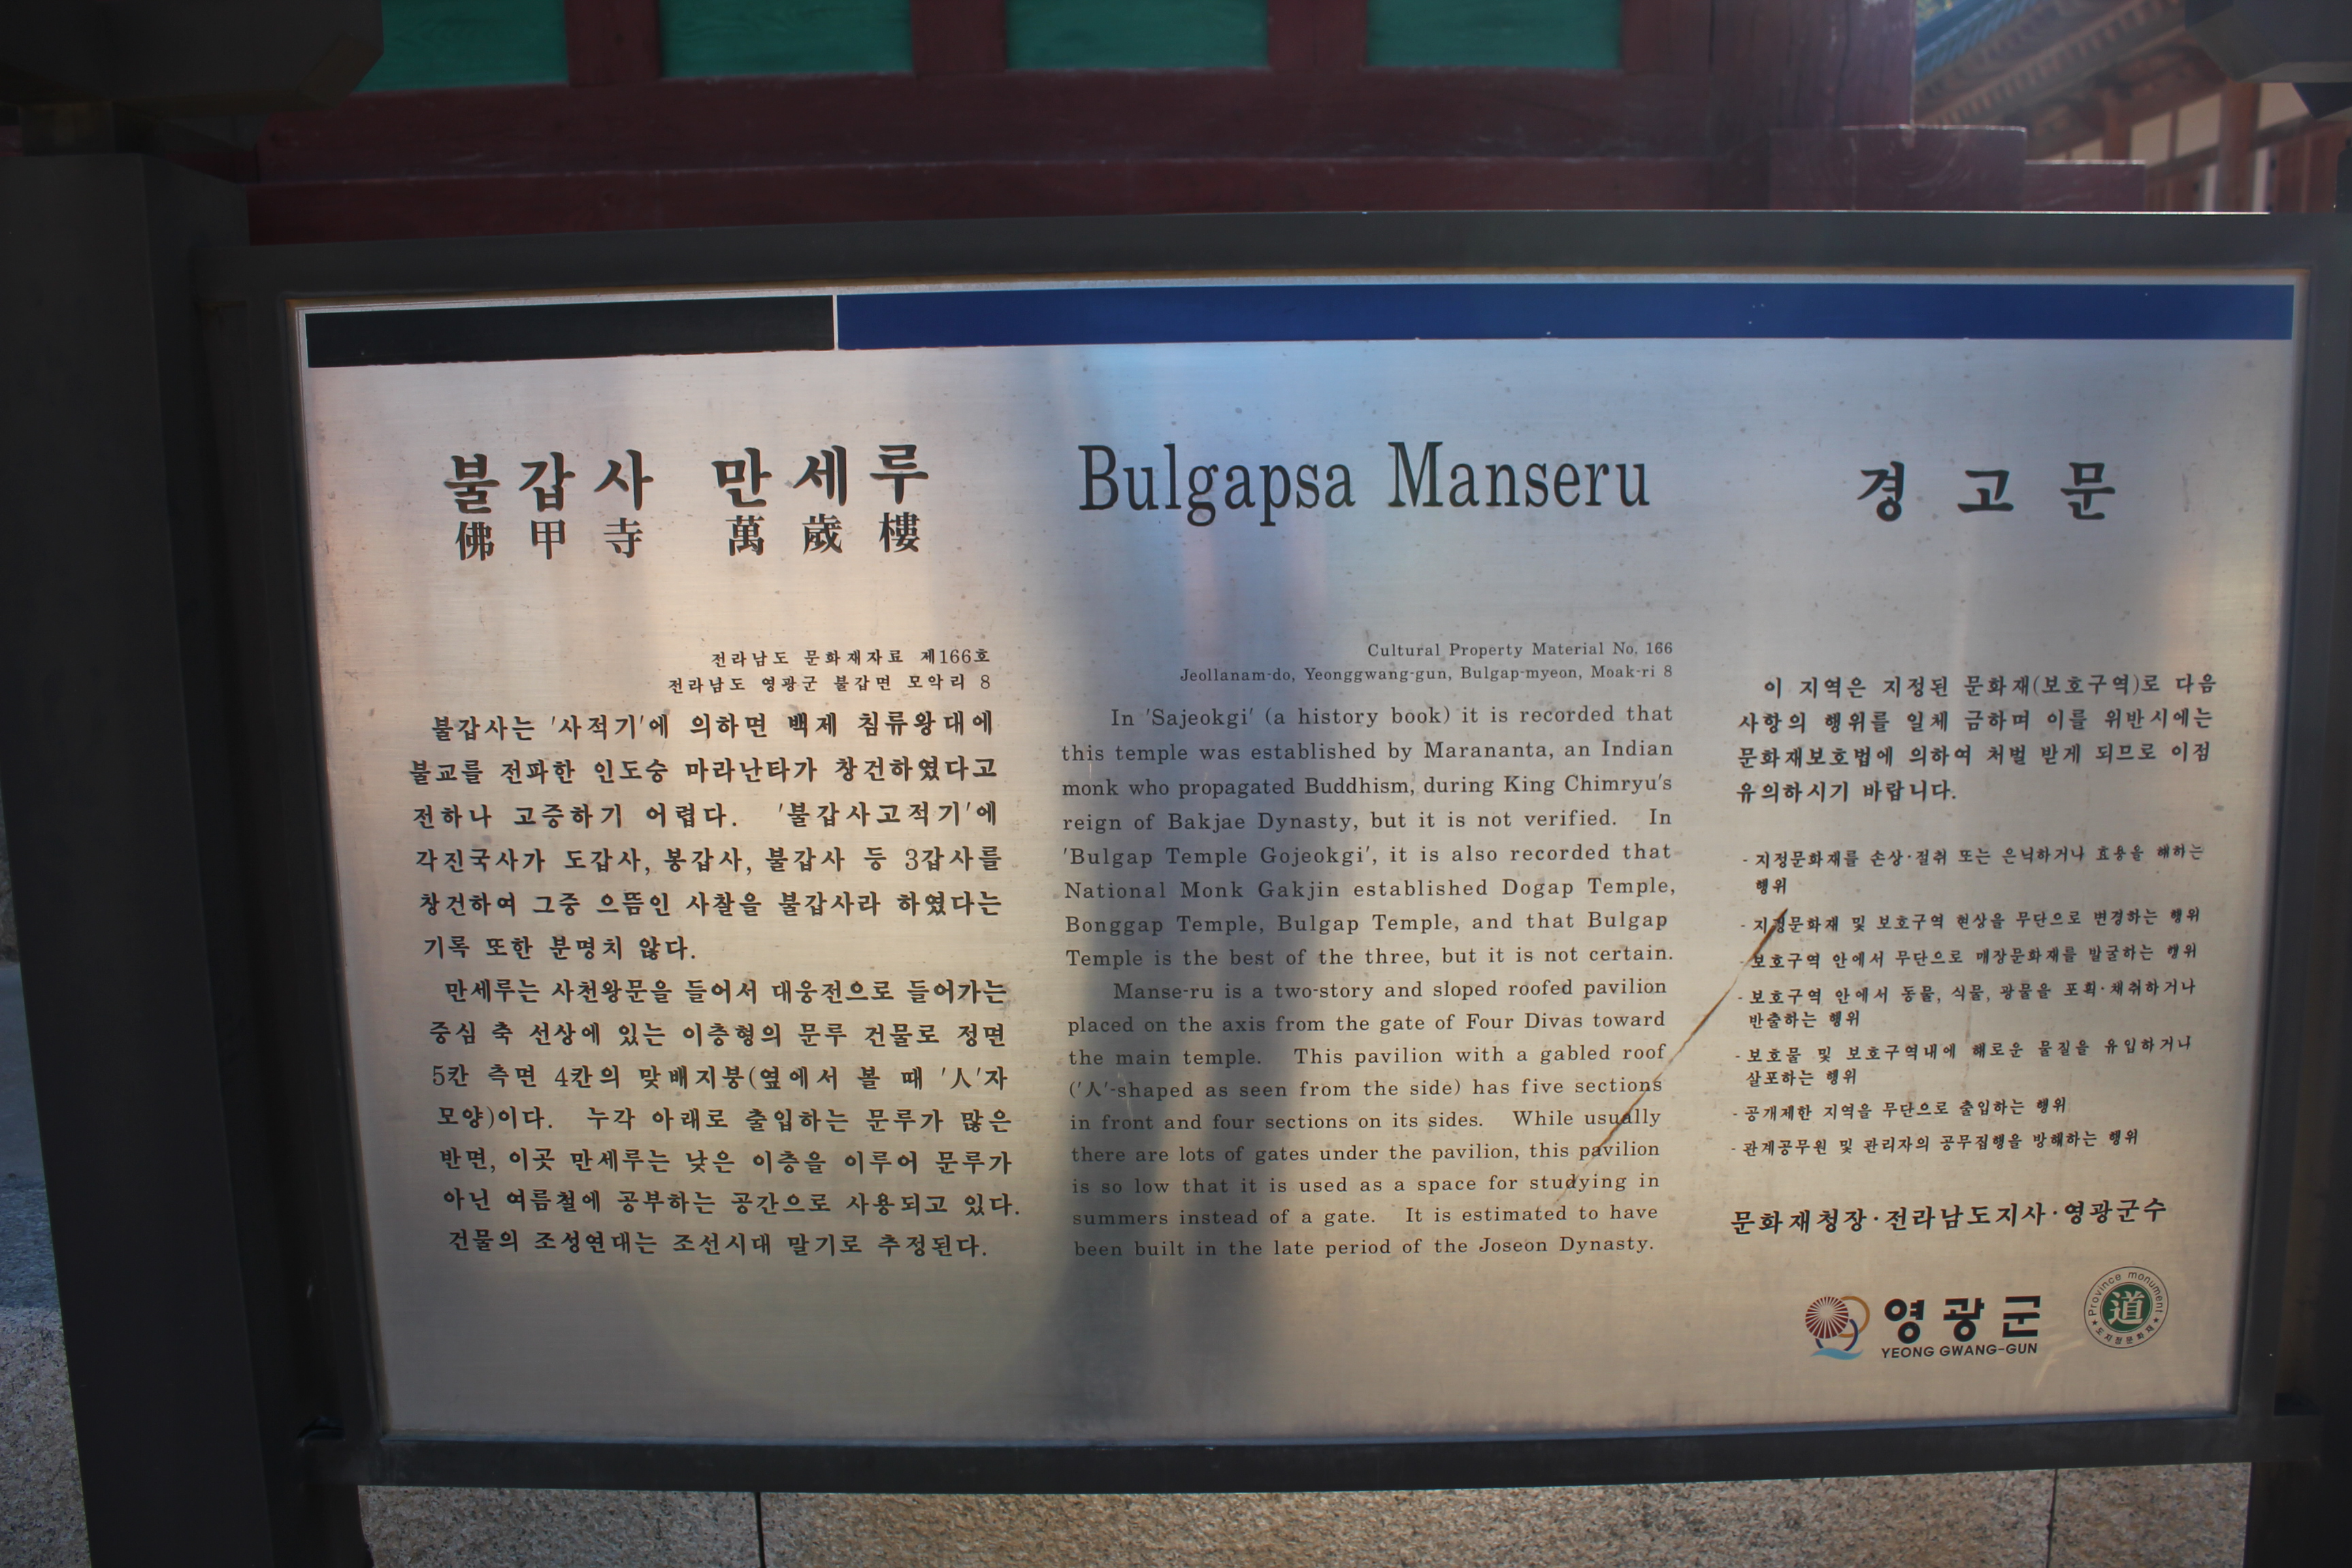 불갑사 만세루
佛甲寺 萬歲樓
전라남도 문화재자료 제166호
전라남도 영광군 불갑면 모악리 8
불갑사는 '사적기'에 의하면 백제 침류왕대에
불교를 전파한 인도승 마라난타가 창건하였다고
전하나 고증하기 어렵다. '불갑사고적기'에
각진국사가 도갑사, 봉갑사, 불갑사 등 3갑사를
창건하여 그중 으뜸인 사찰을 불갑사라 하였다는
기록 또한 분명치 않다.
만세루는 사천왕문을 들어서 대웅전으로 들어가는
중심 축 선상에 있는 이층형의 문루 건물로 정면
5칸 측면 4칸의 맞배지붕(옆에서 볼 때 '人'자
모양)이다. 누각 아래로 출입하는 문루가 많은
반면, 이곳 만세루는 낮은 이층을 이루어 문루가
아닌 여름철에 공부하는 공간으로 사용되고 있다.
건물의 조성연대는 조선시대 말기로 추정된다.
Bulgapsa Manseru
Cultural Property Material No. 166
Jeollanam-do, Yeonggwang-gun, Bulgap-myeon, Moak-ri 8
In 'Sajeokgi' (a history book) it is recorded that
this temple was established by Marananta, an Indian
monk who propagated Buddhism, during King Chimryu's
reign of Bakjae Dynasty, but it is not verified. In
'Bulgap Temple Gojeokgi', it is also recorded that
National Monk Gakjin established Dogap Temple,
Bonggap Temple, Bulgap Temple, and that Bulgap
Temple is the best of the three, but it is not certain.
Manse-ru is a two-story and sloped roofed pavilion
placed on the axis from the gate of Four Divas toward
the main temple. This pavilion with a gabled roof
('人'-shaped as seen from the side) has five sections
in front and four sections on its sides. While usually
there are lots of gates under the pavilion, this pavilion
is so low that it is used as a space for studying in
summers instead of a gate. It is estimated to have
been built in the late period of the Joseon Dynasty.
경고문
이 지역은 지정된 문화재(보호구역)로 다음
사항의 행위를 일체 금하며 이를 위반시에는
문화재보호법에 의하여 처벌 받게 되므로 이점
유의하시기 바랍니다.
- 지정문화재를 손상·절취 또는 은닉하거나 효용을 해하는
행위
- 지정문화재 및 보호구역 현상을 무단으로 변경하는 행위
- 보호구역 안에서 무단으로 매장문화재를 발굴하는 행위
- 보호구역 안에서 동물, 식물, 광물을 포획·채취하거나
반출하는 행위
- 보호물 및 보호구역내에 해로운 물질을 유입하거나
살포하는 행위
- 공개제한 지역을 무단으로 출입하는 행위
- 관계공무원 및 관리자의 공무집행을 방해하는 행위
문화재청장·전라남도지사·영광군수
영광군
YEONG GWANG-GUN
Province monument
道
도지정문화재